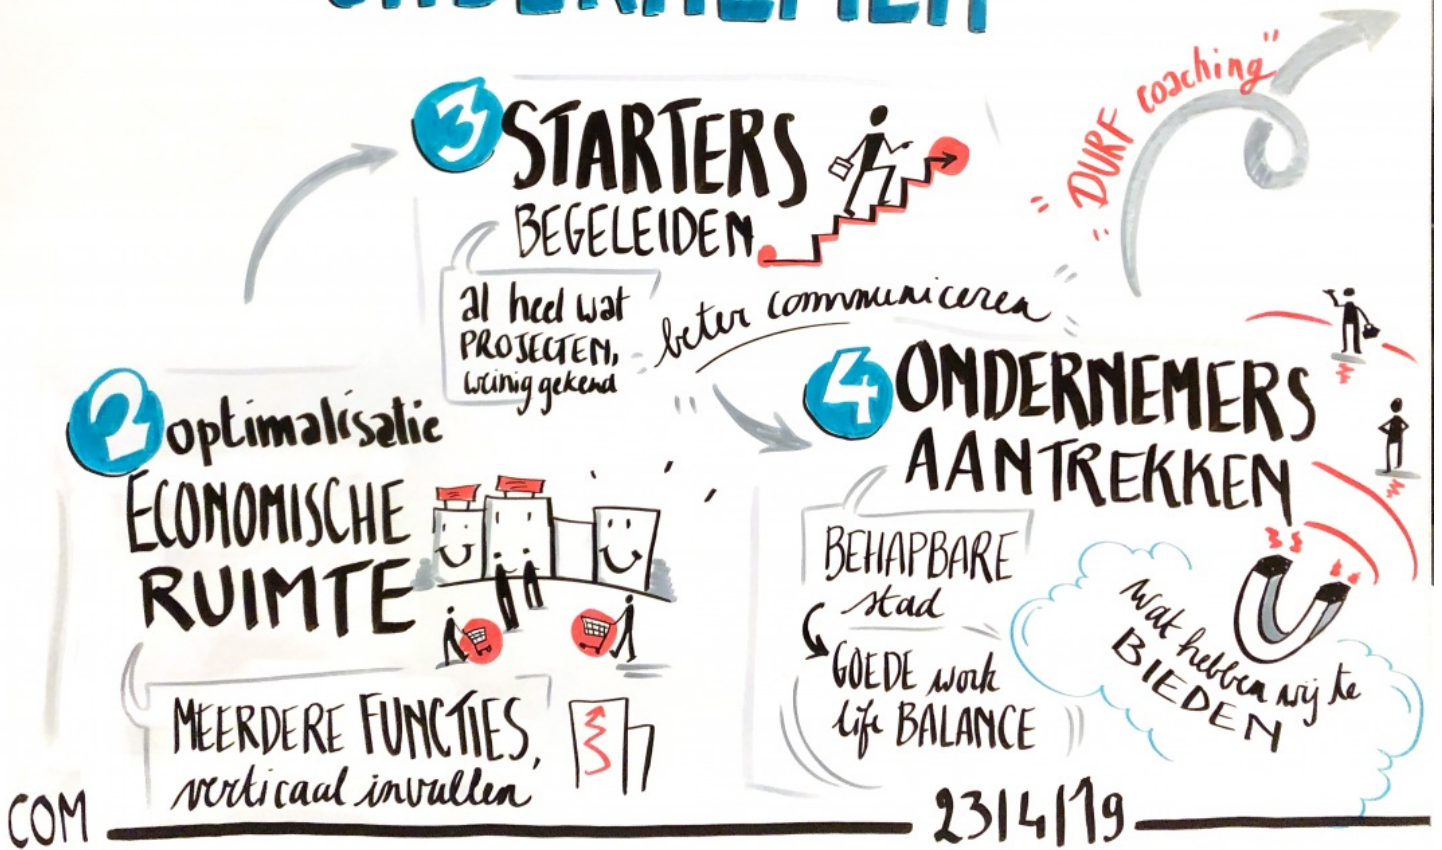 ONDERNEMEN
"DURF coaching"
3 STARTERS
BEGELEIDEN
al heel wat
PROJECTEN,
weinig gekend
beter communiceren
2 optimalisatie
ECONOMISCHE
RUIMTE
MEERDERE FUNCTIES,
verticaal invullen
4 ONDERNEMERS
AANTREKKEN
BEHAPBARE
stad
GOEDE work
life BALANCE
wat hebben wij te
BIEDEN
COM
23/4/19